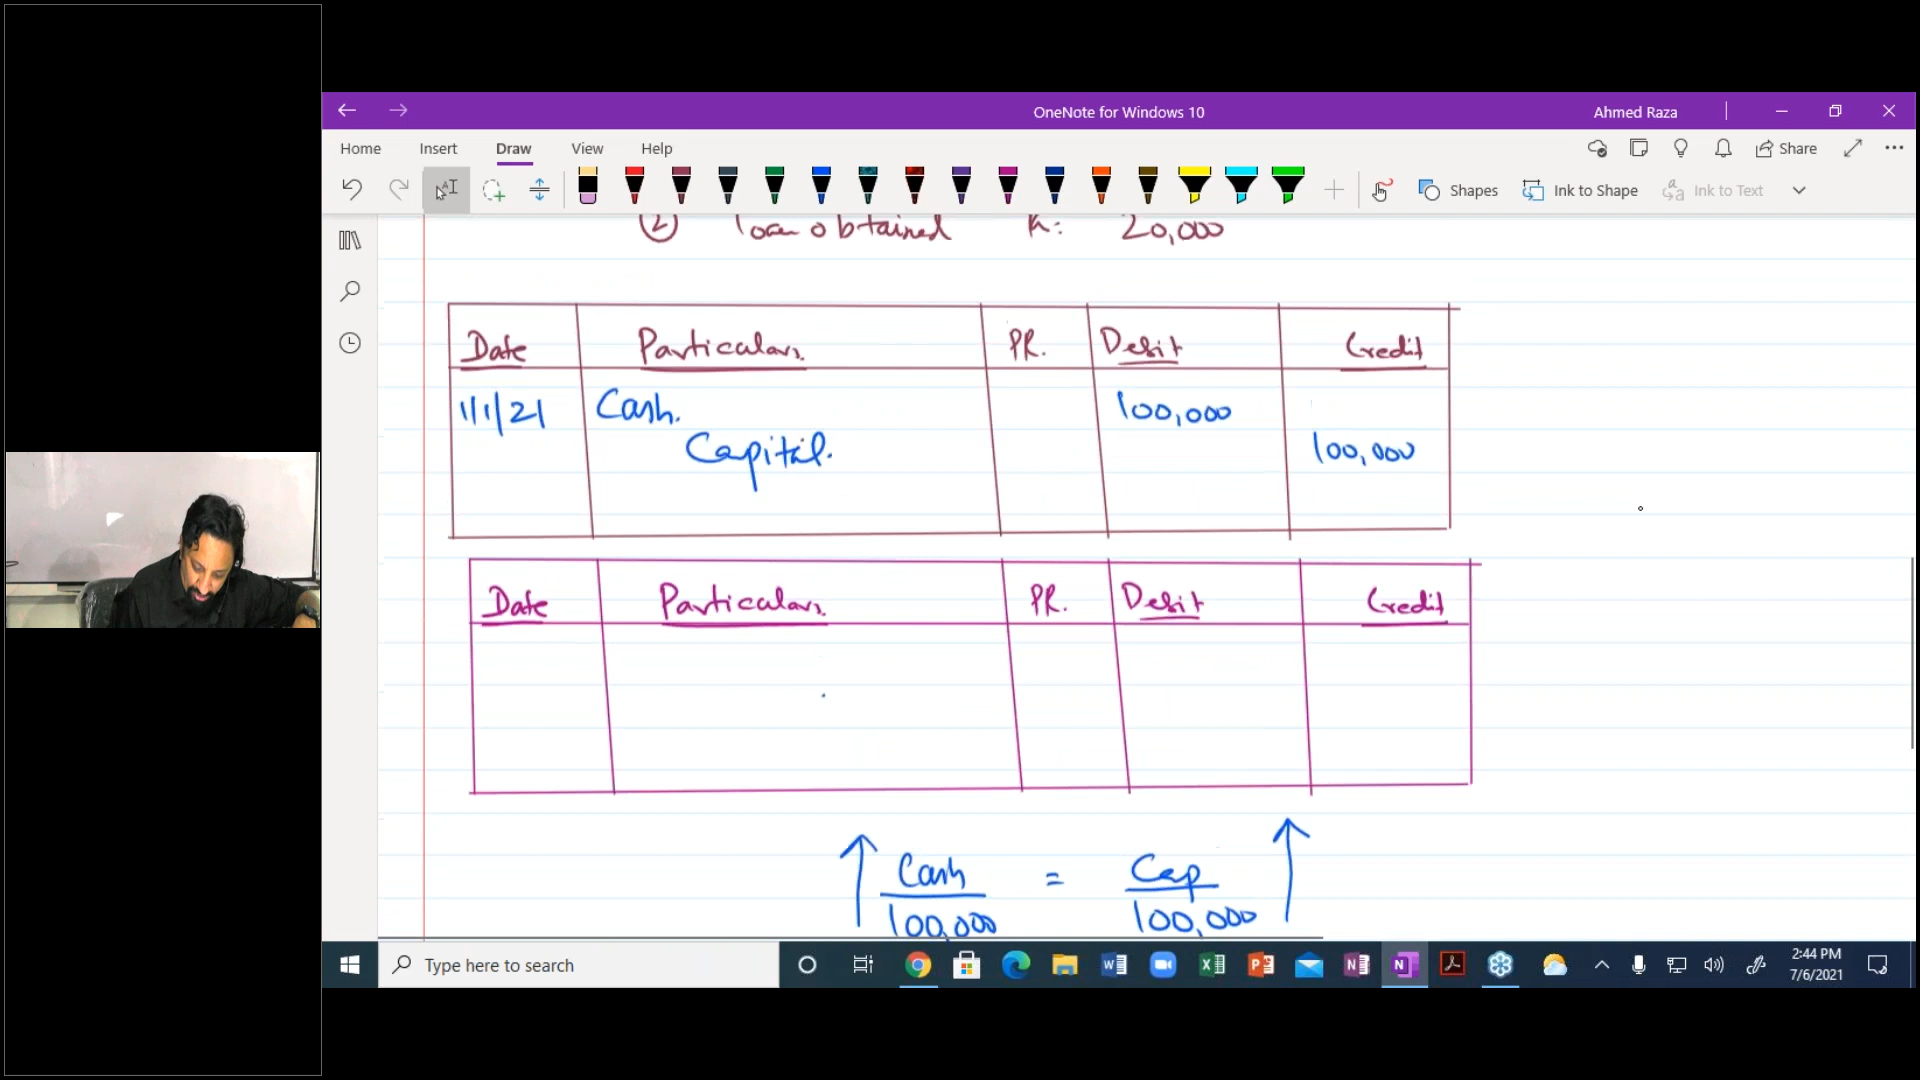 OneNote for Windows 10
Ahmed Raza
Home Insert Draw View Help
Share
Shapes Ink to Shape Ink to Text
② loan obtained 20,000
Date Particulars. PR. Debit Credit
1/1/21 Cash. 100,000
Capital. 100,000
Date Particulars. PR. Debit Credit
Cash = Cap
100,000 100,000
Type here to search
2:44 PM
7/6/2021